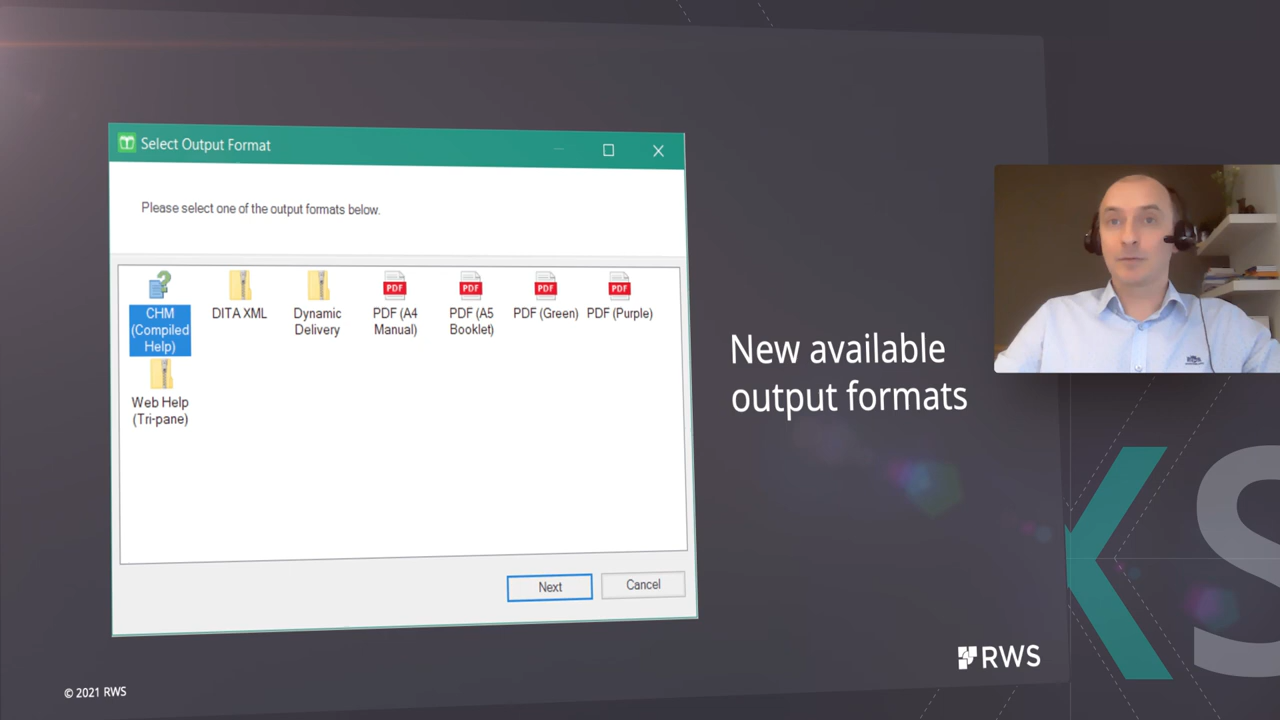 Select Output Format
Please select one of the output formats below.
CHM
(Compiled
Help)
DITA XML
Dynamic
Delivery
PDF (A4
Manual)
PDF (A5
Booklet)
PDF (Green)
PDF (Purple)
PDF
PDF
PDF
PDF
Web Help
(Tri-pane)
Next
Cancel
New available
output formats
KS
RWS
© 2021 RWS